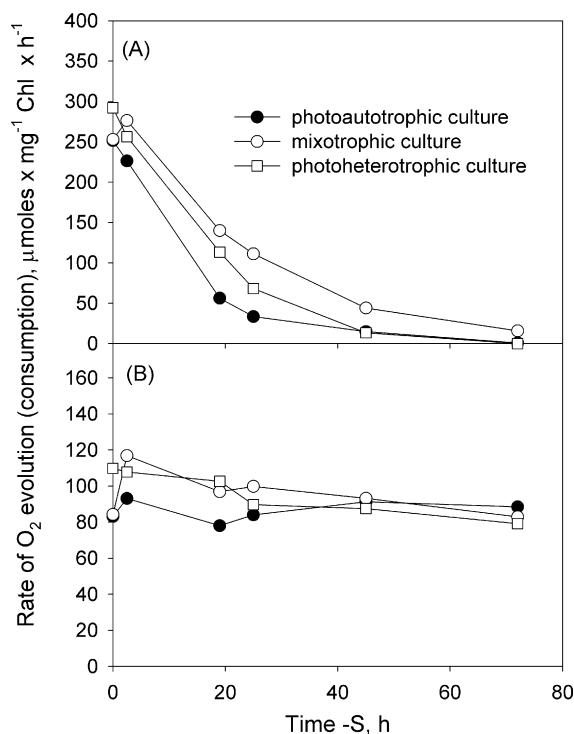 Rate of O₂ evolution (consumption), μmoles x mg⁻¹ Chl x h⁻¹
400
350
300
250
200
150
100
50
0
(A)
photoautotrophic culture
mixotrophic culture
photoheterotrophic culture
(B)
160
140
120
100
80
60
40
20
0
0 20 40 60 80
Time -S, h